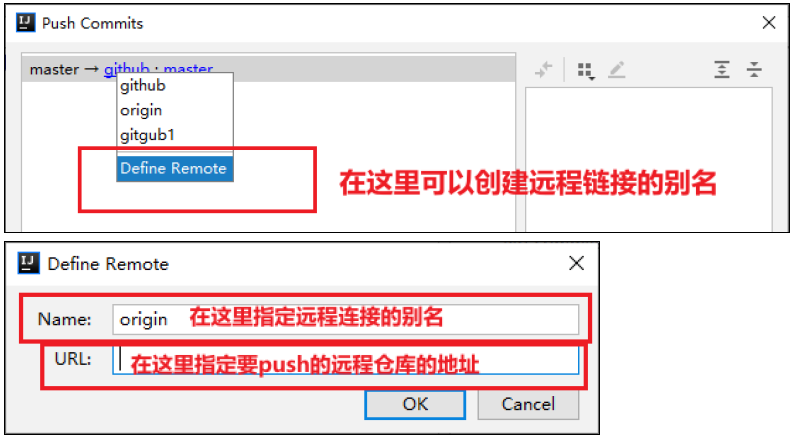 Push Commits
master → github : master
github
origin
gitgub1
Define Remote
在这里可以创建远程链接的别名
Define Remote
Name: origin 在这里指定远程连接的别名
URL: 在这里指定要push的远程仓库的地址
OK Cancel